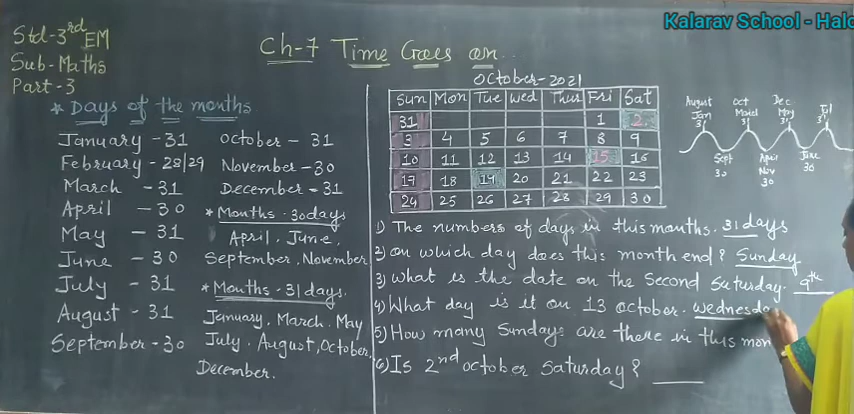 Kalarav School - Halo
Std-3rd EM
Sub-Maths
Part-3
Ch-7 Time Goes on..
* Days of the months
January - 31
February - 28/29
March - 31
April - 30
May - 31
June - 30
July - 31
August - 31
September - 30
October - 31
November - 30
December - 31
* Months - 30 days
April, June,
September, November
* Months - 31 days.
January, March, May
July, August, October,
December.
October-2021
Sun Mon Tue Wed Thur Fri Sat
31 1 2
3 4 5 6 7 8 9
10 11 12 13 14 15 16
17 18 19 20 21 22 23
24 25 26 27 28 29 30
August Jan 31
Oct March 31
Dec May 31
Jul 31
Sept 30
April Nov 30
June 30
1) The numbers of days in this months. 31 days
2) on which day does this month end? Sunday
3) What is the date on the second Saturday. 9th
4) What day is it on 13 october. wednesda
5) How many Sundays are there in this mon
6) Is 2nd october saturday? ____